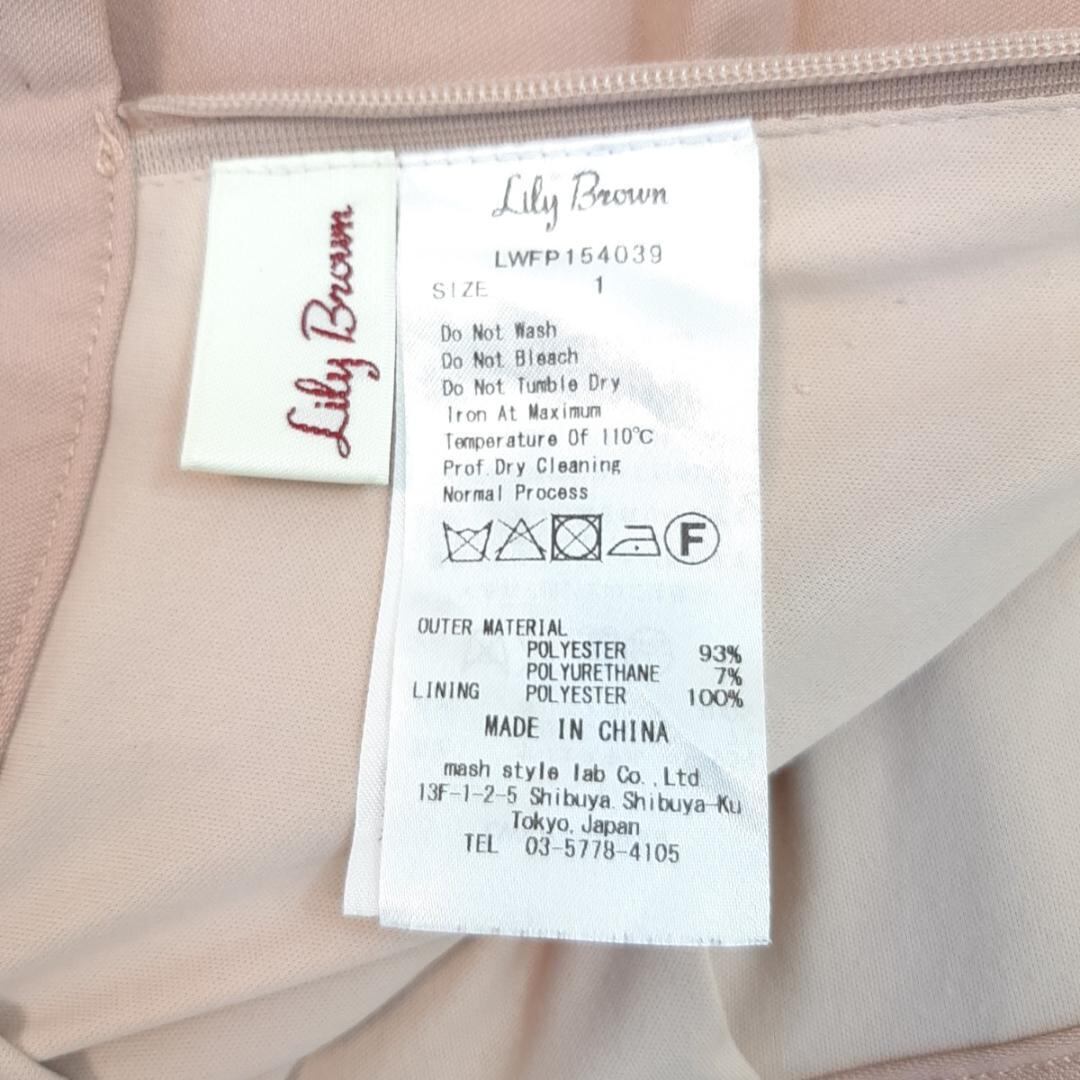 Lily Brown
Lily Brown
LWFP154039
SIZE 1
Do Not Wash
Do Not Bleach
Do Not Tumble Dry
Iron At Maximum
Temperature Of 110℃
Prof.Dry Cleaning
Normal Process
F
OUTER MATERIAL
POLYESTER 93%
POLYURETHANE 7%
LINING POLYESTER 100%
MADE IN CHINA
mash style lab Co.,Ltd
13F-1-2-5 Shibuya.Shibuya-Ku
Tokyo,Japan
TEL 03-5778-4105